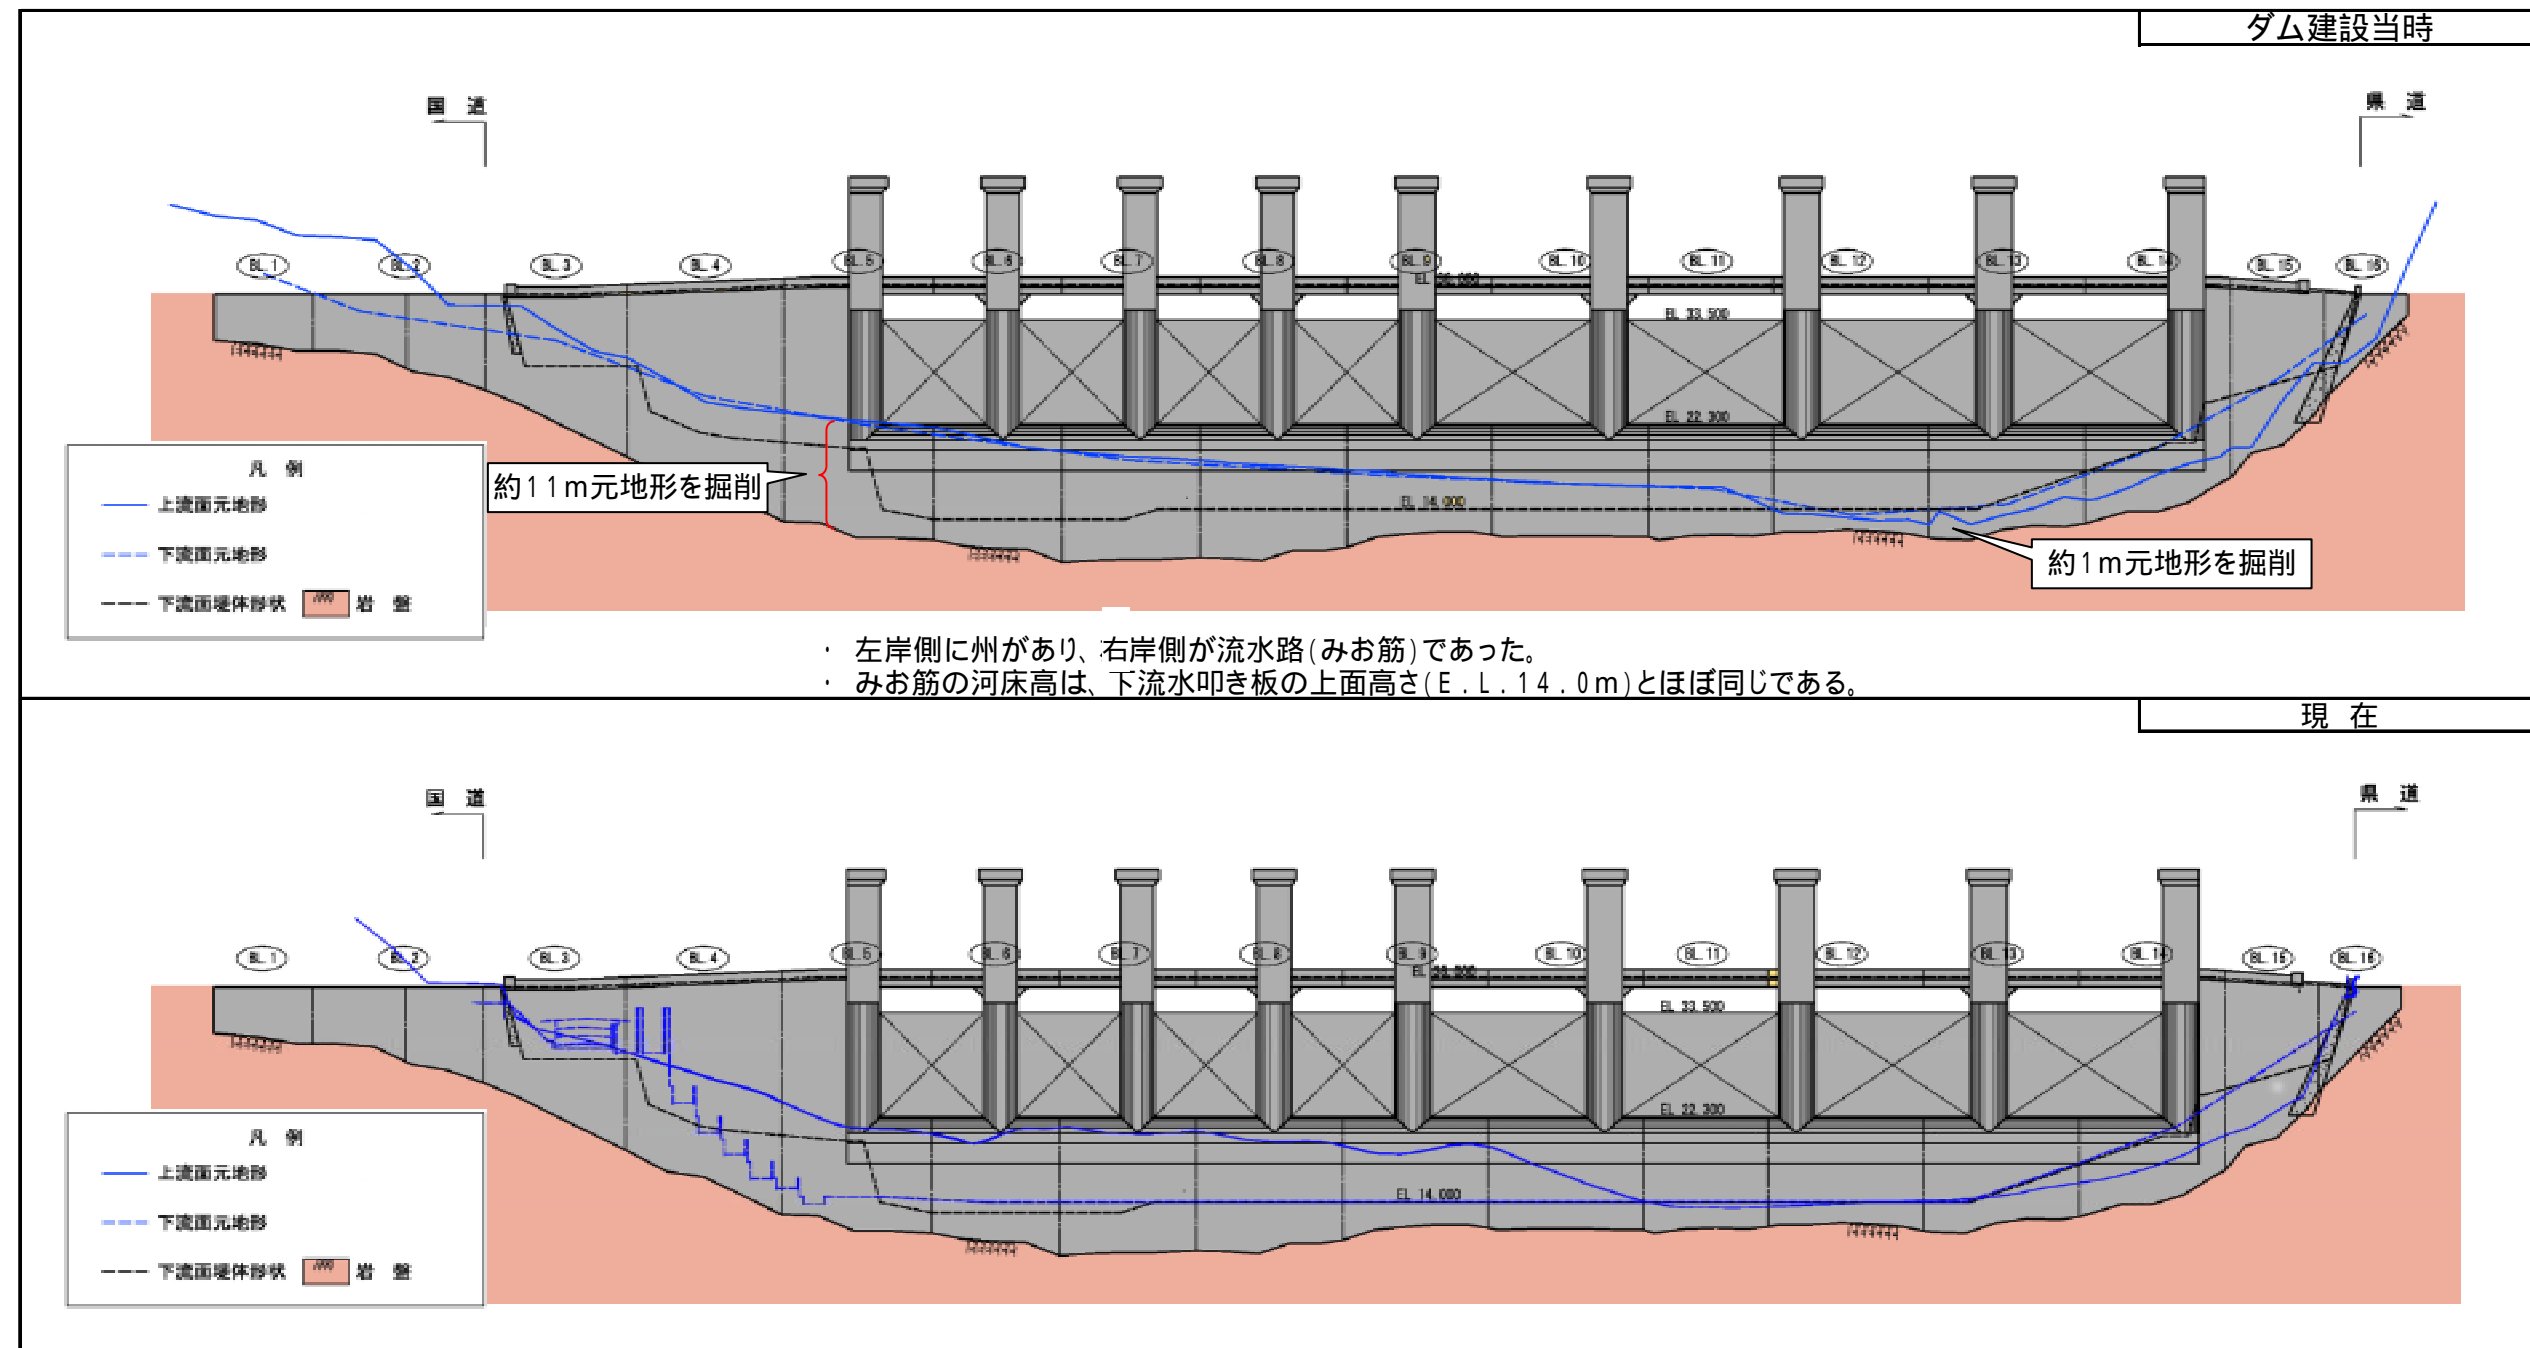 ダム建設当時
国 道
県 道
BL.1 BL.2 BL.3 BL.4 BL.5 BL.6 BL.7 BL.8 BL.9 BL.10 BL.11 BL.12 BL.13 BL.14 BL.15 BL.16
EL 33.500
EL 22.300
EL 14.000
凡 例
上流面元地形
下流面元地形
下流面堤体形状 岩 盤
約11m元地形を掘削
約1m元地形を掘削
・ 左岸側に州があり、右岸側が流水路(みお筋)であった。
・ みお筋の河床高は、下流水叩き板の上面高さ(E.L.14.0m)とほぼ同じである。
現 在
国 道
県 道
BL.1 BL.2 BL.3 BL.4 BL.5 BL.6 BL.7 BL.8 BL.9 BL.10 BL.11 BL.12 BL.13 BL.14 BL.15 BL.16
EL 33.500
EL 22.300
EL 14.000
凡 例
上流面元地形
下流面元地形
下流面堤体形状 岩 盤